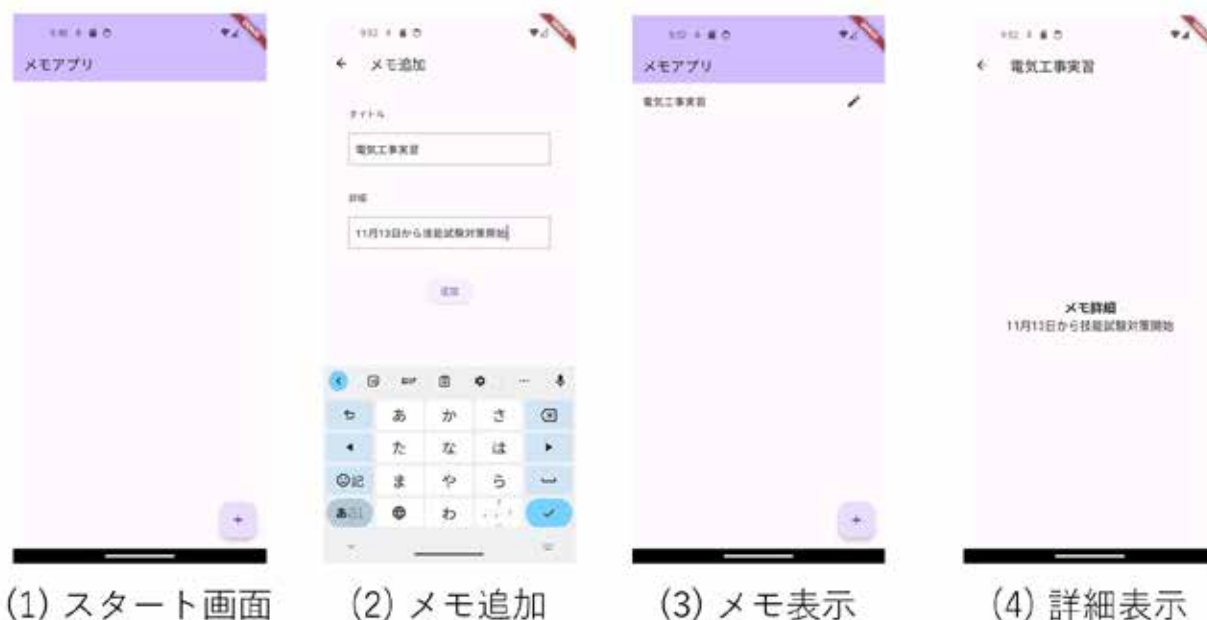 メモアプリ
メモ追加
タイトル
電気工事実習
詳細
11月13日から技能試験対策開始
追加
GIF
あ
か
さ
た
な
は
記
ま
や
ら
わ
メモアプリ
電気工事実習
電気工事実習
メモ詳細
11月13日から技能試験対策開始
(1) スタート画面
(2) メモ追加
(3) メモ表示
(4) 詳細表示